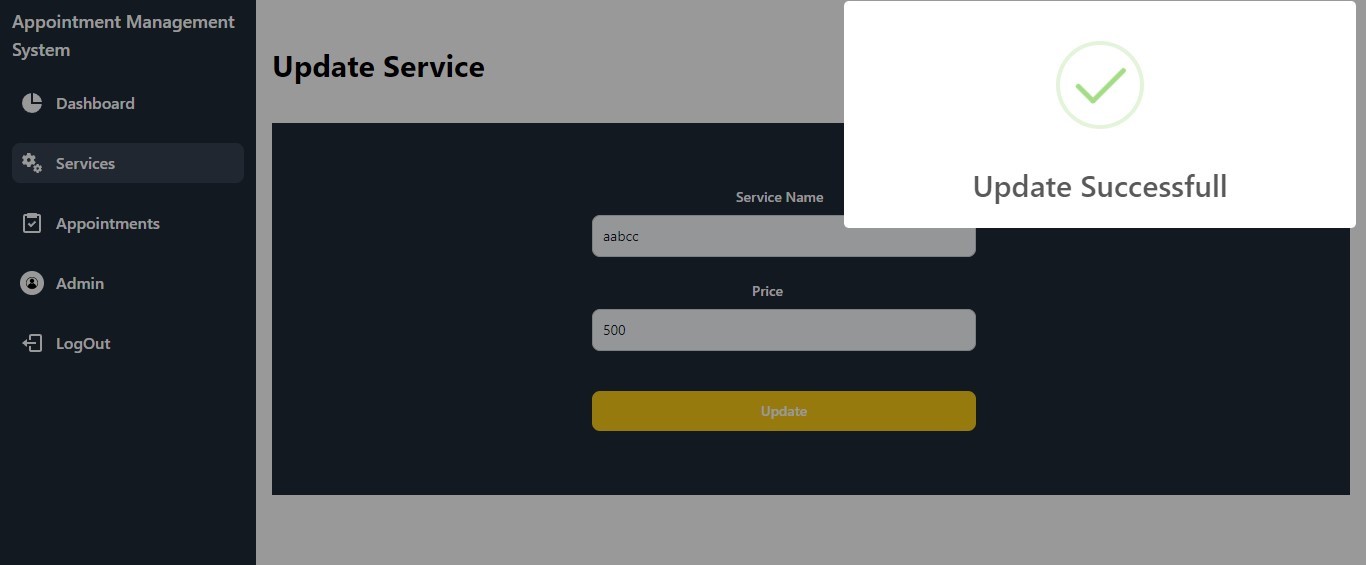 Appointment Management
System
Dashboard
Services
Appointments
Admin
LogOut
Update Service
Service Name
aabcc
Price
500
Update
Update Successfull